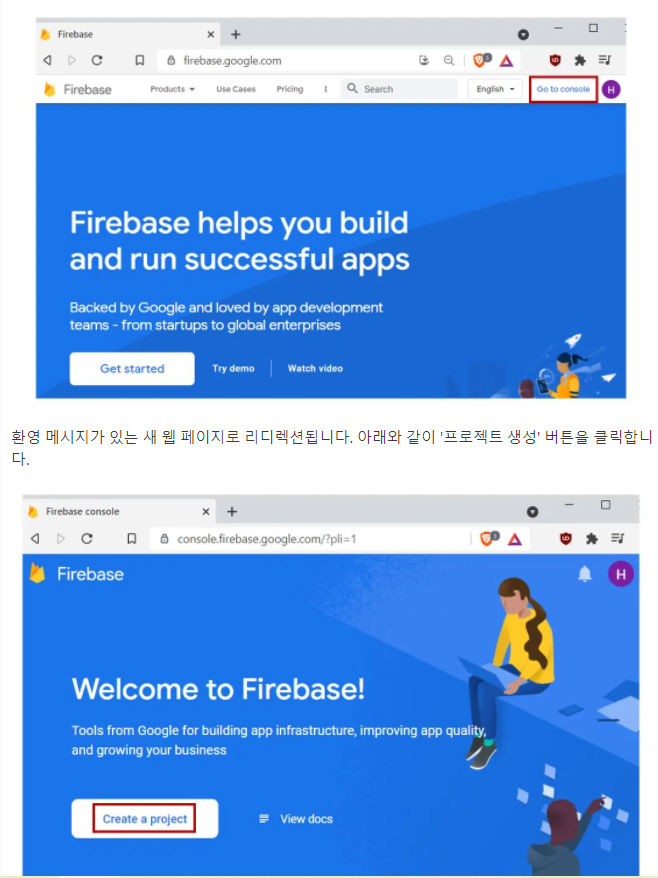 Firebase
firebase.google.com
Firebase
Products
Use Cases
Pricing
Search
English
Go to console
H
Firebase helps you build
and run successful apps
Backed by Google and loved by app development
teams - from startups to global enterprises
Get started
Try demo
Watch video
환영 메시지가 있는 새 웹 페이지로 리디렉션됩니다. 아래와 같이 '프로젝트 생성' 버튼을 클릭합니
다.
Firebase console
console.firebase.google.com/?pli=1
Firebase
H
Welcome to Firebase!
Tools from Google for building app infrastructure, improving app quality,
and growing your business
Create a project
View docs